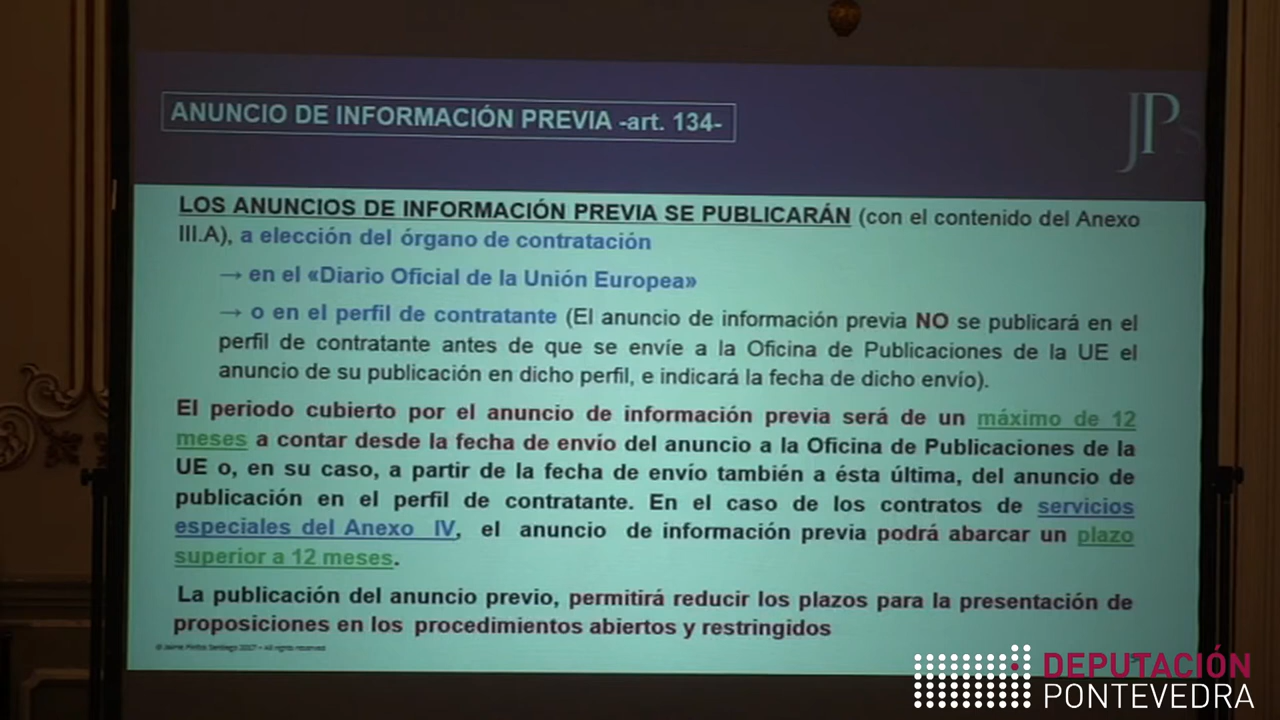 ANUNCIO DE INFORMACIÓN PREVIA -art. 134-
JPs
LOS ANUNCIOS DE INFORMACIÓN PREVIA SE PUBLICARÁN (con el contenido del Anexo
III.A), a elección del órgano de contratación
→ en el «Diario Oficial de la Unión Europea»
→ o en el perfil de contratante (El anuncio de información previa NO se publicará en el
perfil de contratante antes de que se envíe a la Oficina de Publicaciones de la UE el
anuncio de su publicación en dicho perfil, e indicará la fecha de dicho envío).
El periodo cubierto por el anuncio de información previa será de un máximo de 12
meses a contar desde la fecha de envío del anuncio a la Oficina de Publicaciones de la
UE o, en su caso, a partir de la fecha de envío también a ésta última, del anuncio de
publicación en el perfil de contratante. En el caso de los contratos de servicios
especiales del Anexo IV, el anuncio de información previa podrá abarcar un plazo
superior a 12 meses.
La publicación del anuncio previo, permitirá reducir los plazos para la presentación de
proposiciones en los procedimientos abiertos y restringidos
© Jaime Pintos Santiago 2017 – All rights reserved
DEPUTACIÓN
PONTEVEDRA